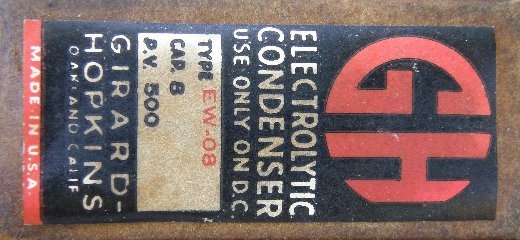 GH
ELECTROLYTIC
CONDENSER
USE ONLY ON D.C.
TYPE EW-08
CAP. 8
P.V. 500
GIRARD-
HOPKINS
OAKLAND CALIF
MADE IN U.S.A.